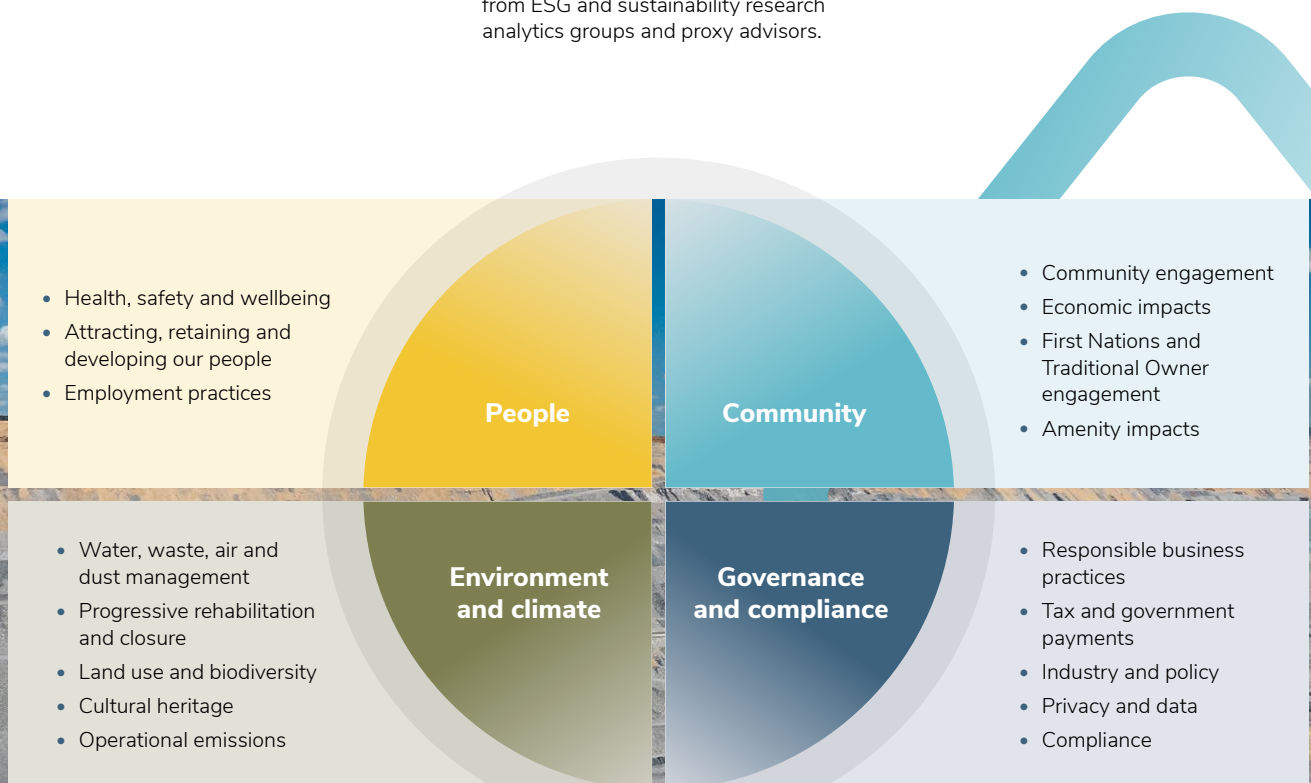 from ESG and sustainability research
analytics groups and proxy advisors.
• Health, safety and wellbeing
• Attracting, retaining and
developing our people
• Employment practices
People
Community
• Community engagement
• Economic impacts
• First Nations and
Traditional Owner
engagement
• Amenity impacts
• Water, waste, air and
dust management
• Progressive rehabilitation
and closure
• Land use and biodiversity
• Cultural heritage
• Operational emissions
Environment
and climate
Governance
and compliance
• Responsible business
practices
• Tax and government
payments
• Industry and policy
• Privacy and data
• Compliance